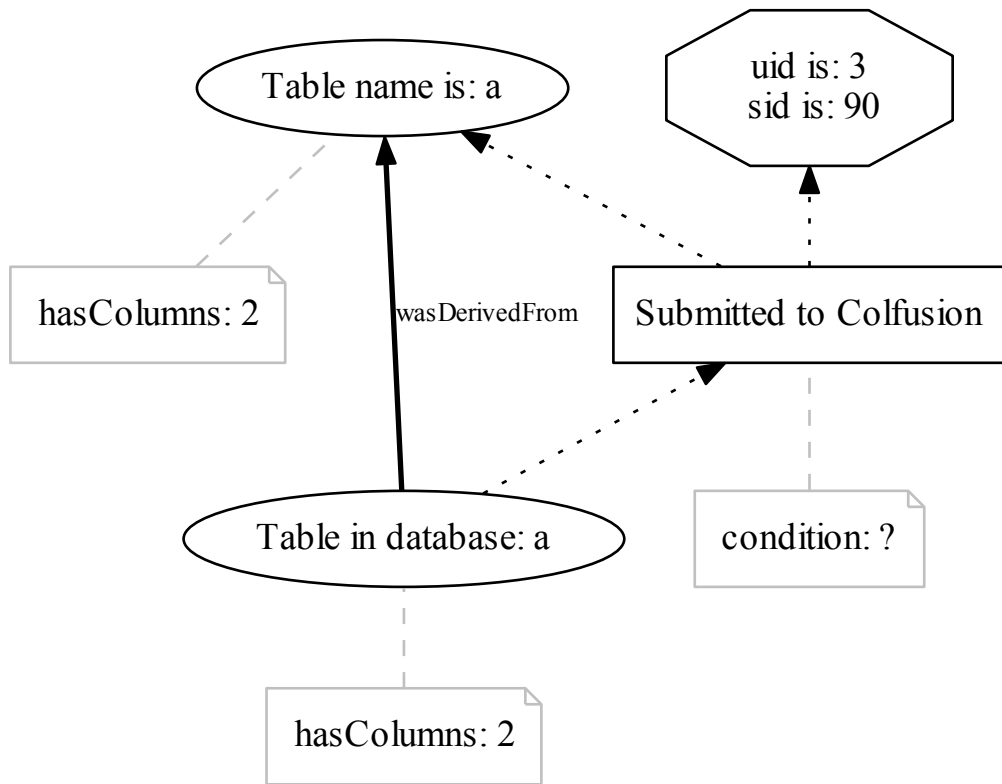 Table name is: a
uid is: 3
sid is: 90
hasColumns: 2
wasDerivedFrom
Submitted to Colfusion
Table in database: a
condition: ?
hasColumns: 2